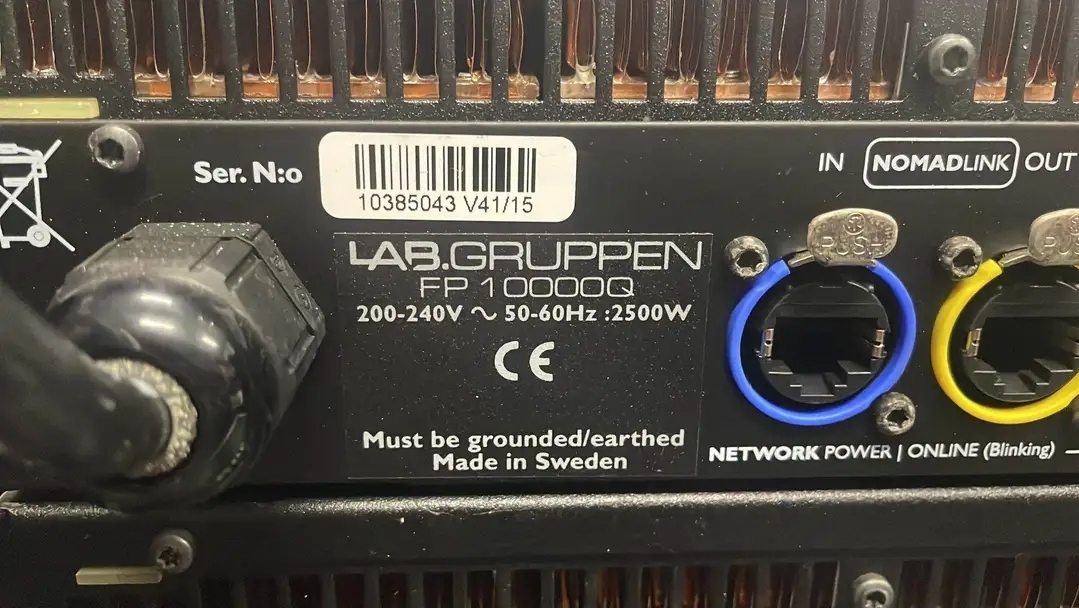 Ser. N:o
10385043 V41/15
LAB.GRUPPEN
FP 10000Q
200-240V ~ 50-60Hz :2500W
CE
Must be grounded/earthed
Made in Sweden
IN NOMADLINK OUT
PUSH
PUSH
NETWORK POWER | ONLINE (Blinking)